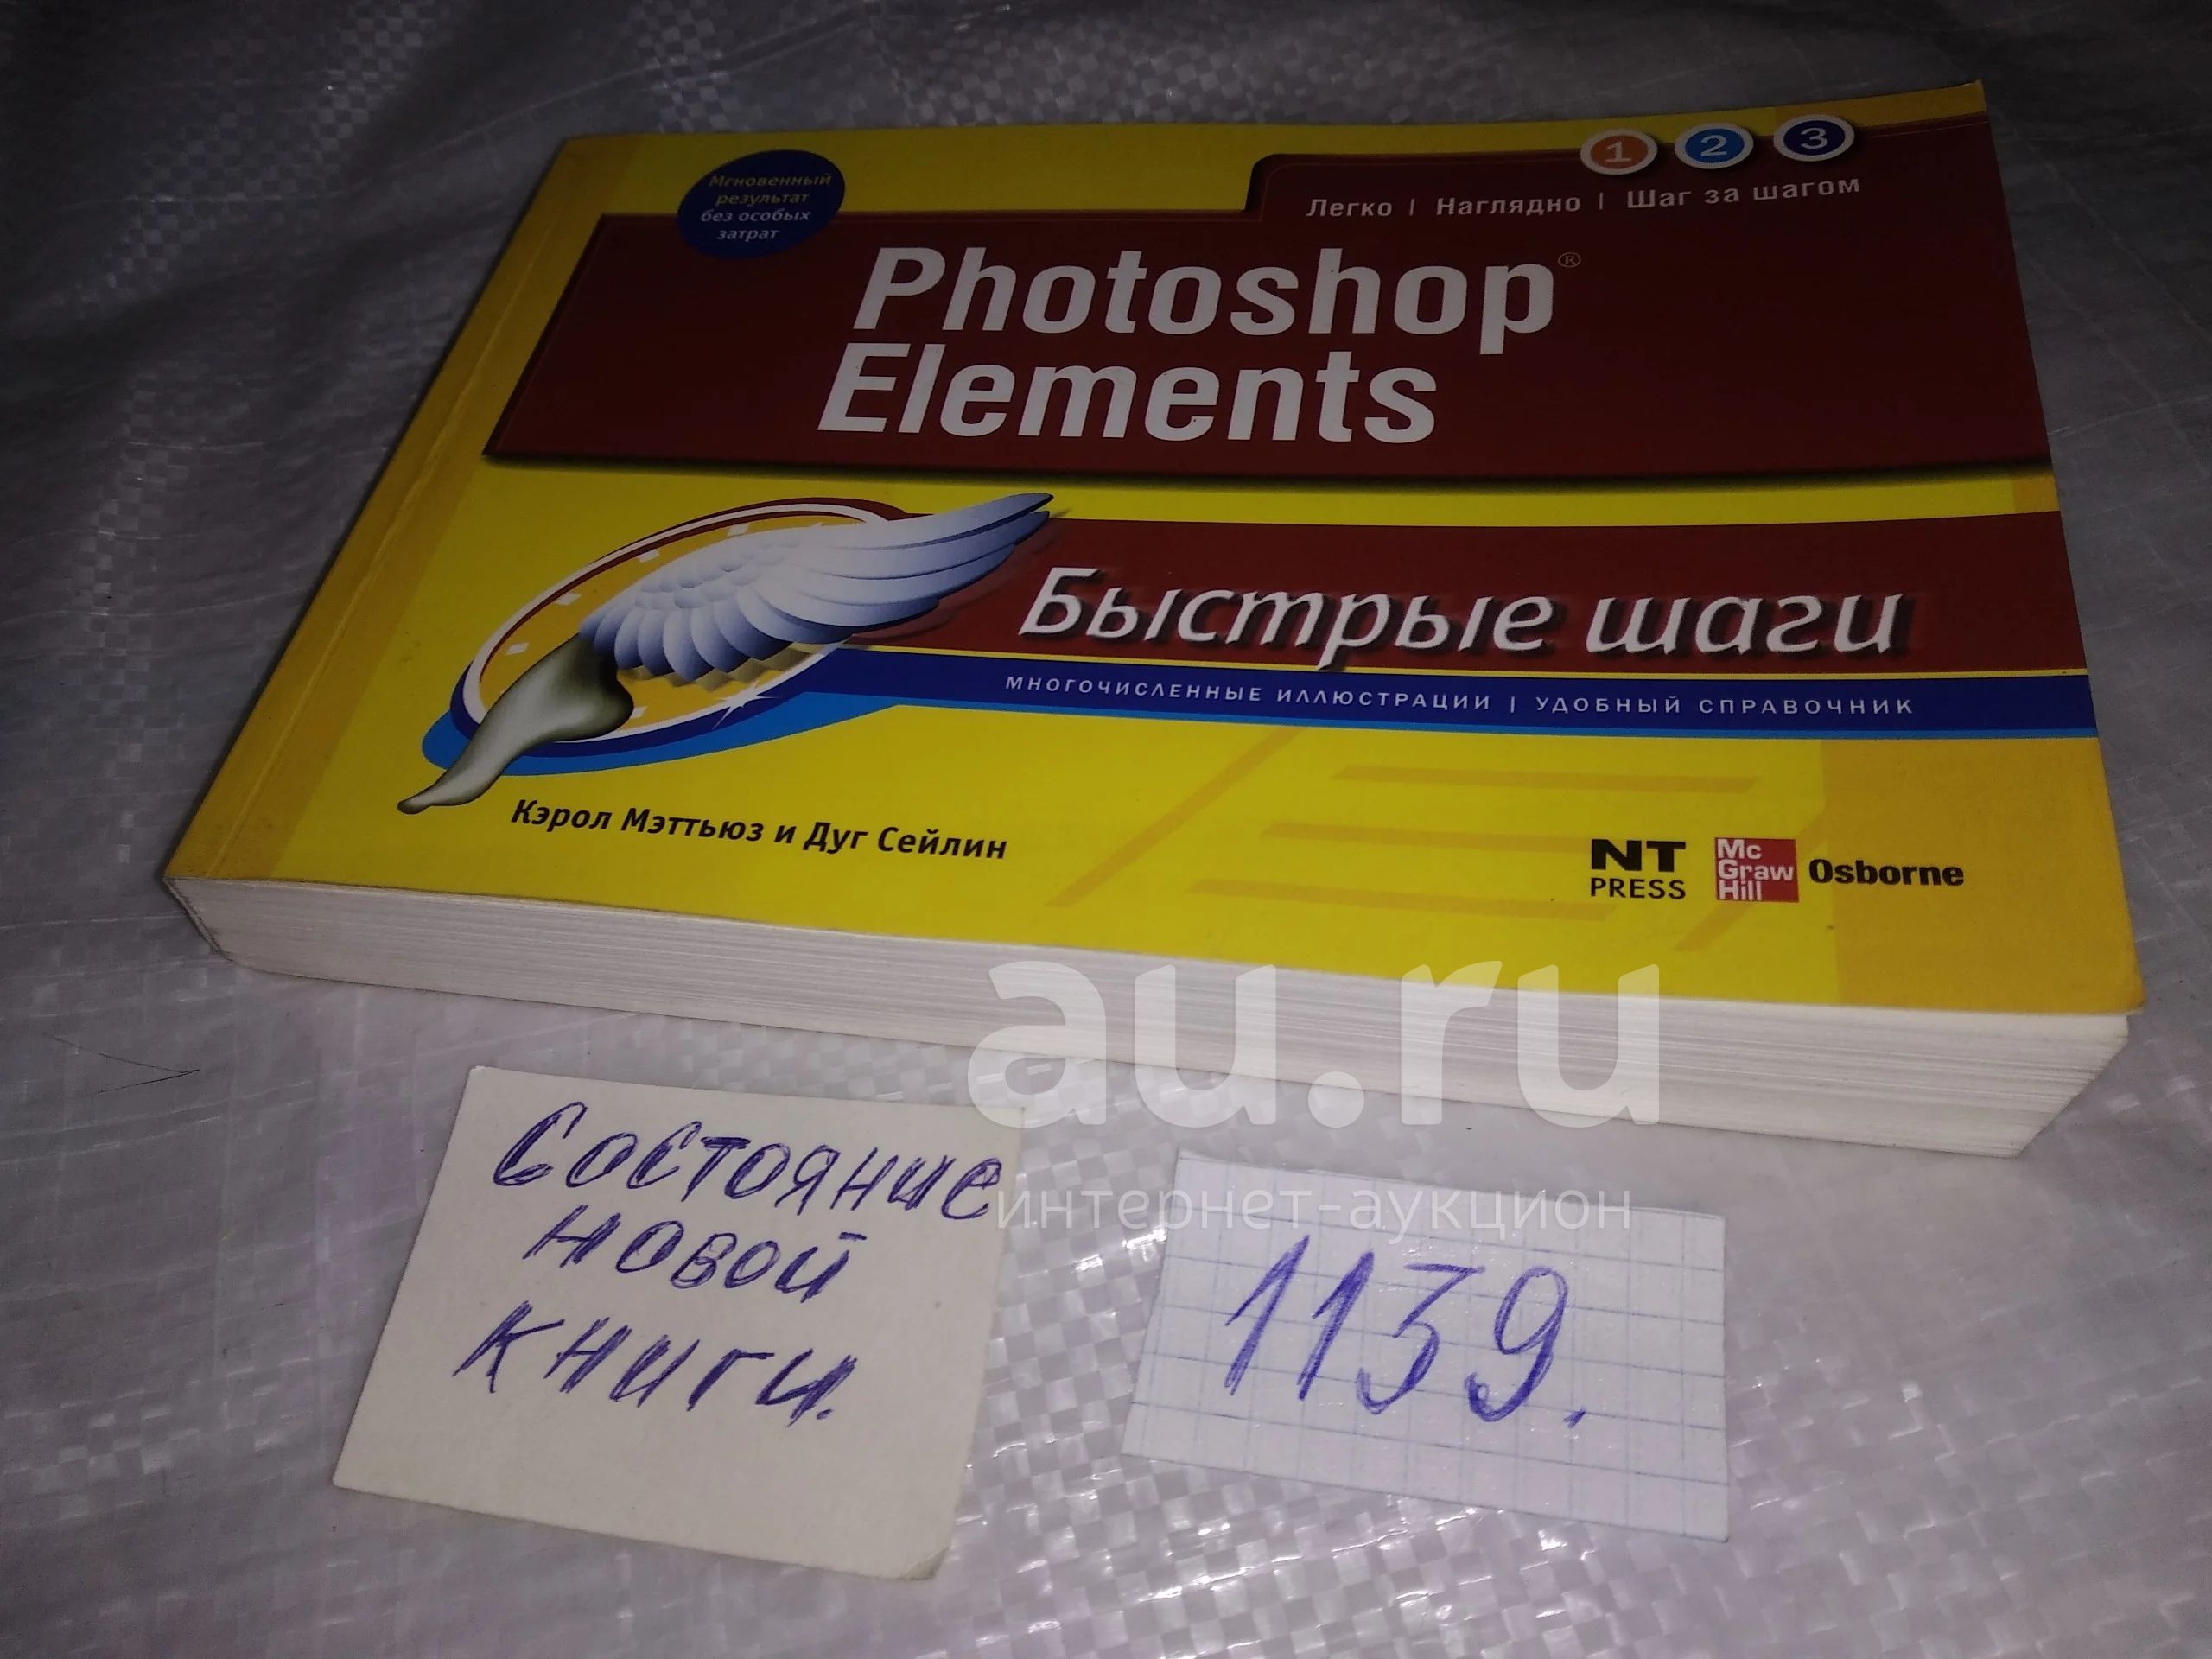 Мгновенный
результат
без особых
затрат
1 2 3
Легко | Наглядно | Шаг за шагом
Photoshop®
Elements
Быстрые шаги
МНОГОЧИСЛЕННЫЕ ИЛЛЮСТРАЦИИ | УДОБНЫЙ СПРАВОЧНИК
Кэрол Мэттьюз и Дуг Сейлин
NT
PRESS
Mc
Graw
Hill
Osborne
au.ru
интернет-аукцион
Состояние
новой
книги.
1139.